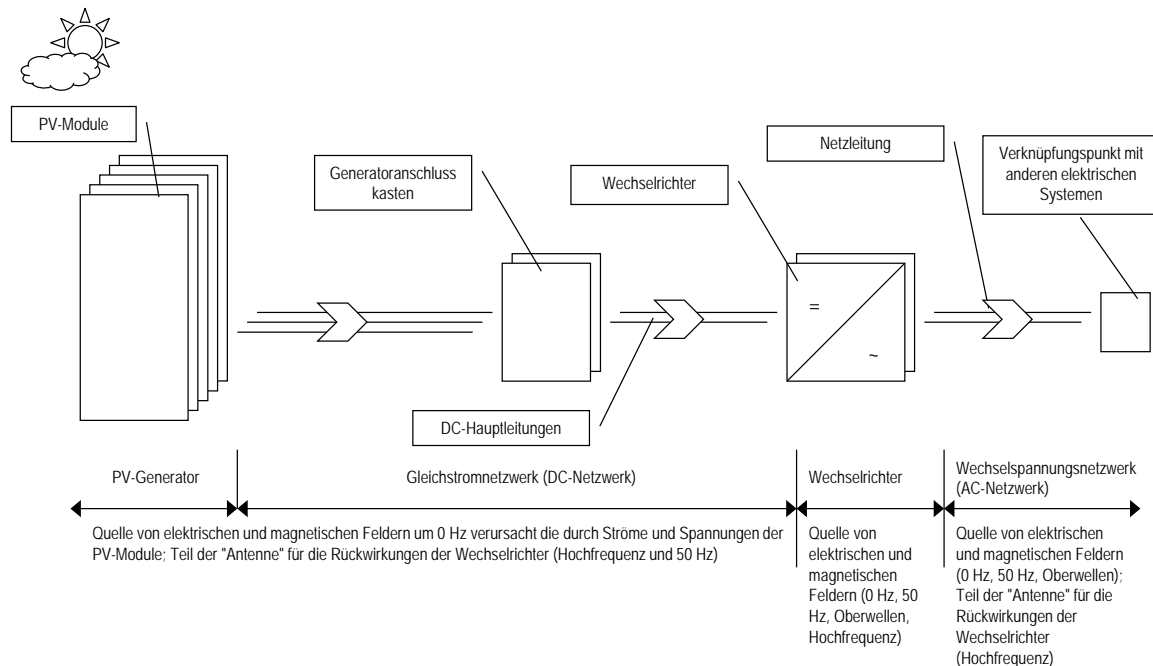 PV-Module
Generatoranschluss
kasten
Wechselrichter
Netzleitung
Verknüpfungspunkt mit
anderen elektrischen
Systemen
=
~
DC-Hauptleitungen
PV-Generator
Gleichstromnetzwerk (DC-Netzwerk)
Wechselrichter
Wechselspannungsnetzwerk
(AC-Netzwerk)
Quelle von elektrischen und magnetischen Feldern um 0 Hz verursacht die durch Ströme und Spannungen der
PV-Module; Teil der "Antenne" für die Rückwirkungen der Wechselrichter (Hochfrequenz und 50 Hz)
Quelle von
elektrischen und
magnetischen
Feldern (0 Hz, 50
Hz, Oberwellen,
Hochfrequenz)
Quelle von elektrischen
und magnetischen Feldern
(0 Hz, 50 Hz, Oberwellen);
Teil der "Antenne" für die
Rückwirkungen der
Wechselrichter
(Hochfrequenz)